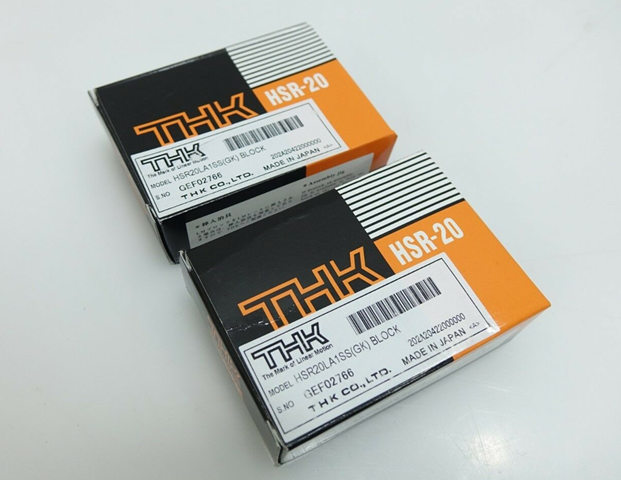 THK
HSR-20
THK
The Mark of Linear Motion
MODEL HSR20LA1SS(GK) BLOCK
S.NO GEF02766
202A20422000000
THK CO.,LTD. MADE IN JAPAN <A>
● Assembly jig
THK
HSR-20
THK
The Mark of Linear Motion
MODEL HSR20LA1SS(GK) BLOCK
S.NO GEF02766
202A20422000000
THK CO.,LTD. MADE IN JAPAN <A>